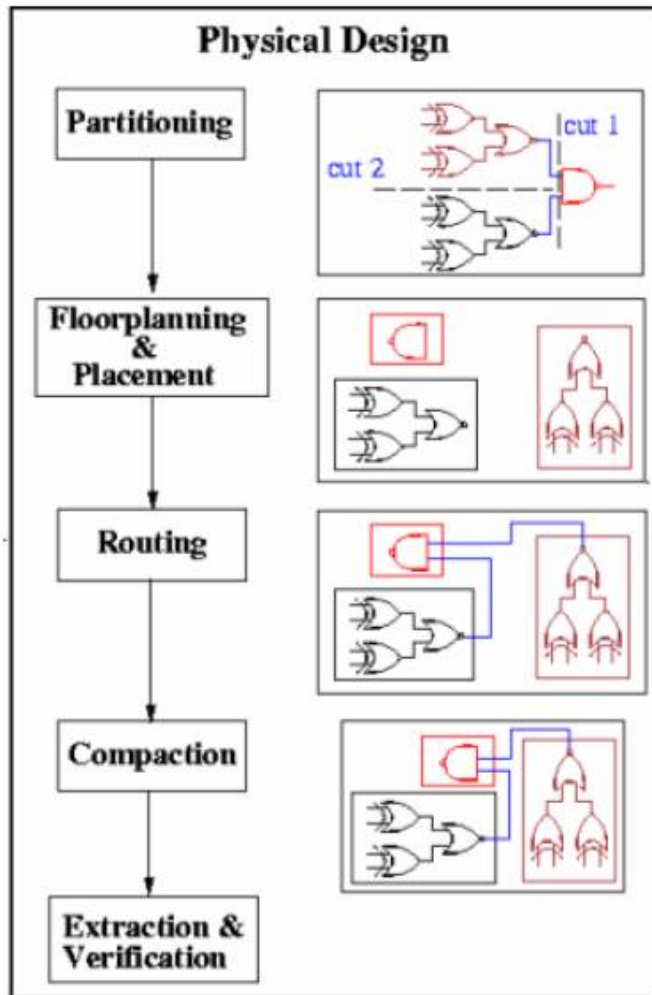 Physical Design
Partitioning
cut 1
cut 2
Floorplanning
&
Placement
Routing
Compaction
Extraction &
Verification